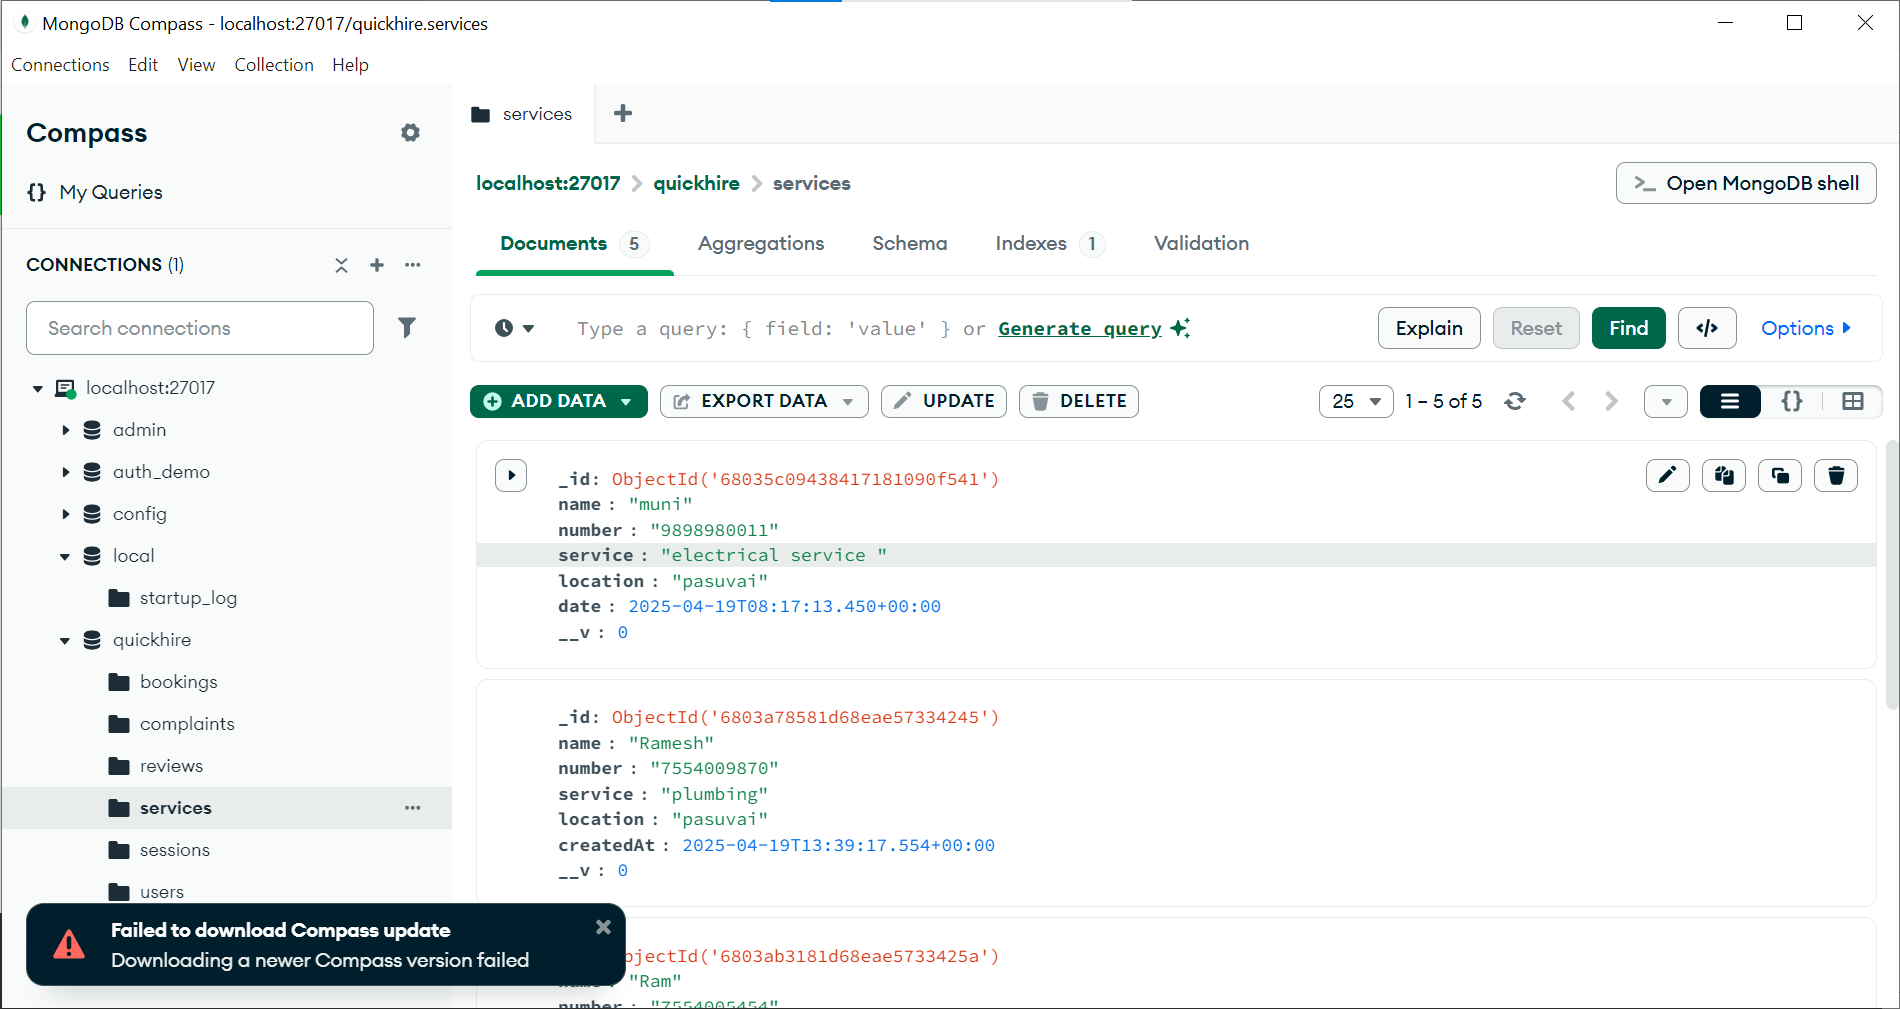 MongoDB Compass - localhost:27017/quickhire.services
Connections Edit View Collection Help
Compass
{} My Queries
CONNECTIONS (1)
Search connections
localhost:27017
admin
auth_demo
config
local
startup_log
quickhire
bookings
complaints
reviews
services
sessions
users
services
localhost:27017 > quickhire > services
>_ Open MongoDB shell
Documents 5 Aggregations Schema Indexes 1 Validation
Type a query: { field: 'value' } or Generate query
Explain Reset Find </> Options
ADD DATA EXPORT DATA UPDATE DELETE
25 1 – 5 of 5 {}
_id: ObjectId('68035c09438417181090f541')
name : "muni"
number : "9898980011"
service : "electrical service "
location : "pasuvai"
date : 2025-04-19T08:17:13.450+00:00
__v : 0
_id: ObjectId('6803a78581d68eae57334245')
name : "Ramesh"
number : "7554009870"
service : "plumbing"
location : "pasuvai"
createdAt : 2025-04-19T13:39:17.554+00:00
__v : 0
bjectId('6803ab3181d68eae5733425a')
name : "Ram"
number : "7554005454"
Failed to download Compass update
Downloading a newer Compass version failed